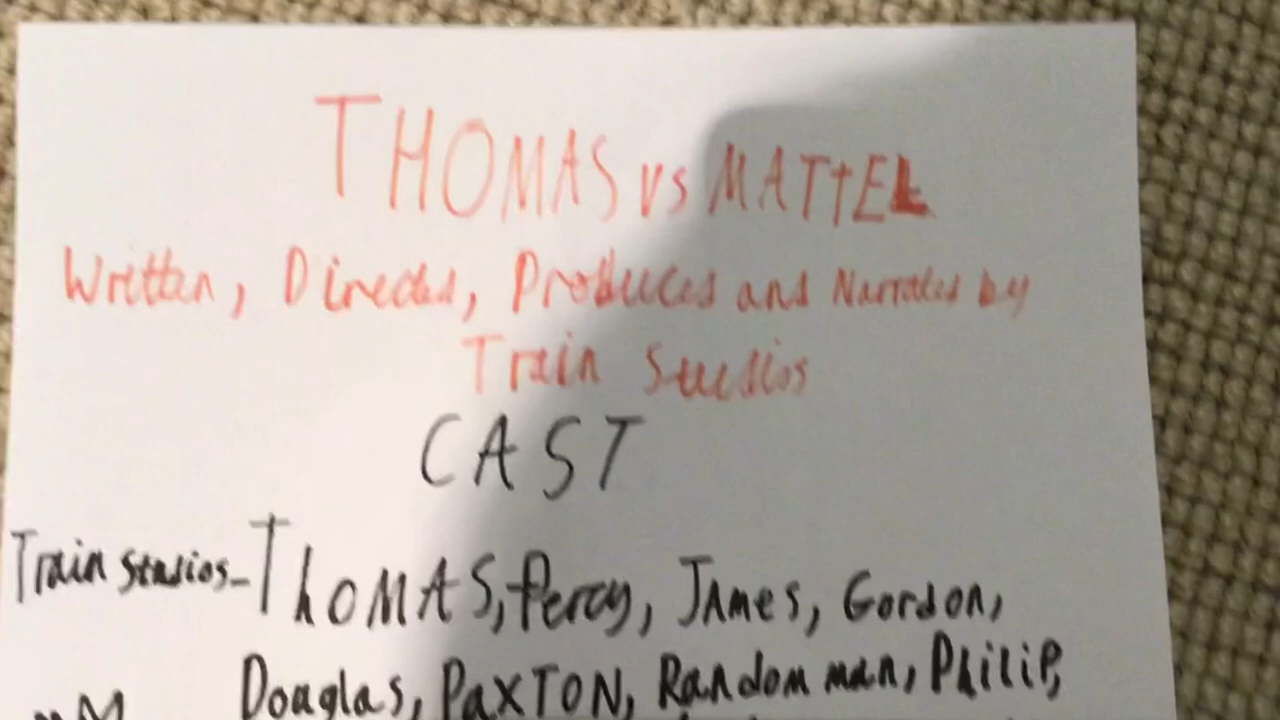 THOMAS vs MATTEL
Written, Directed, Produced and Narrated by
Train Studios
CAST
Train Studios - ThOMAS, Percy, JAmes, Gordon,
Douglas, PAXTON, Random man, PhiliP,